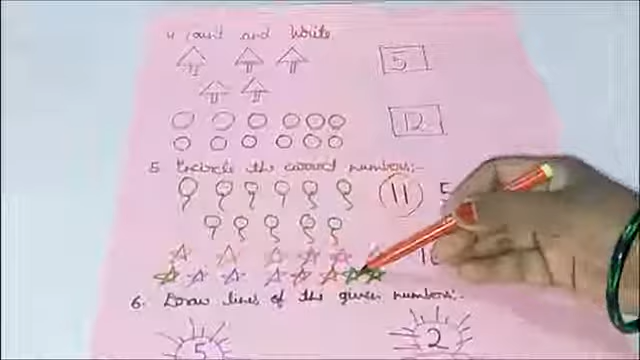 4 Count and Write
5
12
5 Encircle the correct numbers:-
11 5
6. Draw lines of the given numbers:-
5 2